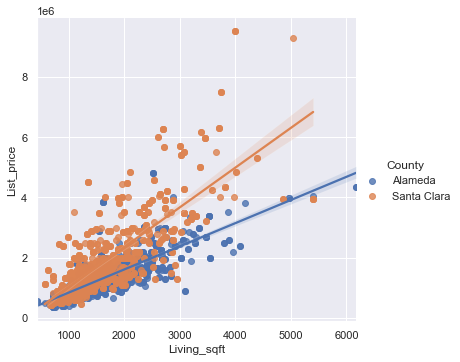 1e6
8
6
4
2
0
List_price
1000 2000 3000 4000 5000 6000
Living_sqft
County
Alameda
Santa Clara